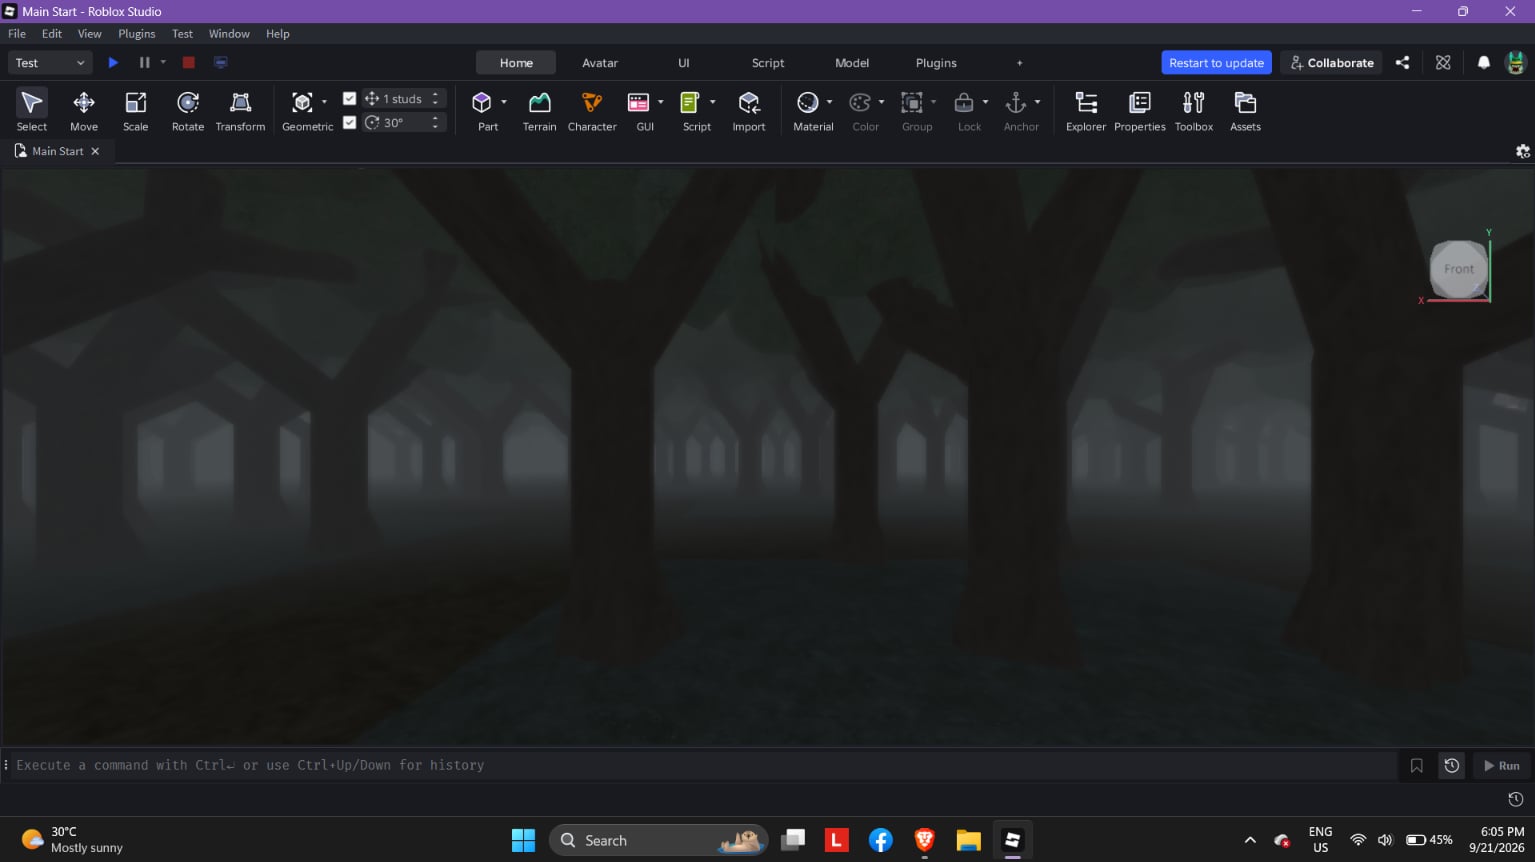 Main Start - Roblox Studio
File Edit View Plugins Test Window Help
Test Home Avatar UI Script Model Plugins + Restart to update Collaborate
1 studs
30°
Select Move Scale Rotate Transform Geometric Part Terrain Character GUI Script Import Material Color Group Lock Anchor Explorer Properties Toolbox Assets
Main Start
Y
Front
X
Execute a command with Ctrl↵ or use Ctrl+Up/Down for history Run
30°C
Mostly sunny
Search
L
ENG
US
45%
6:05 PM
9/21/2026